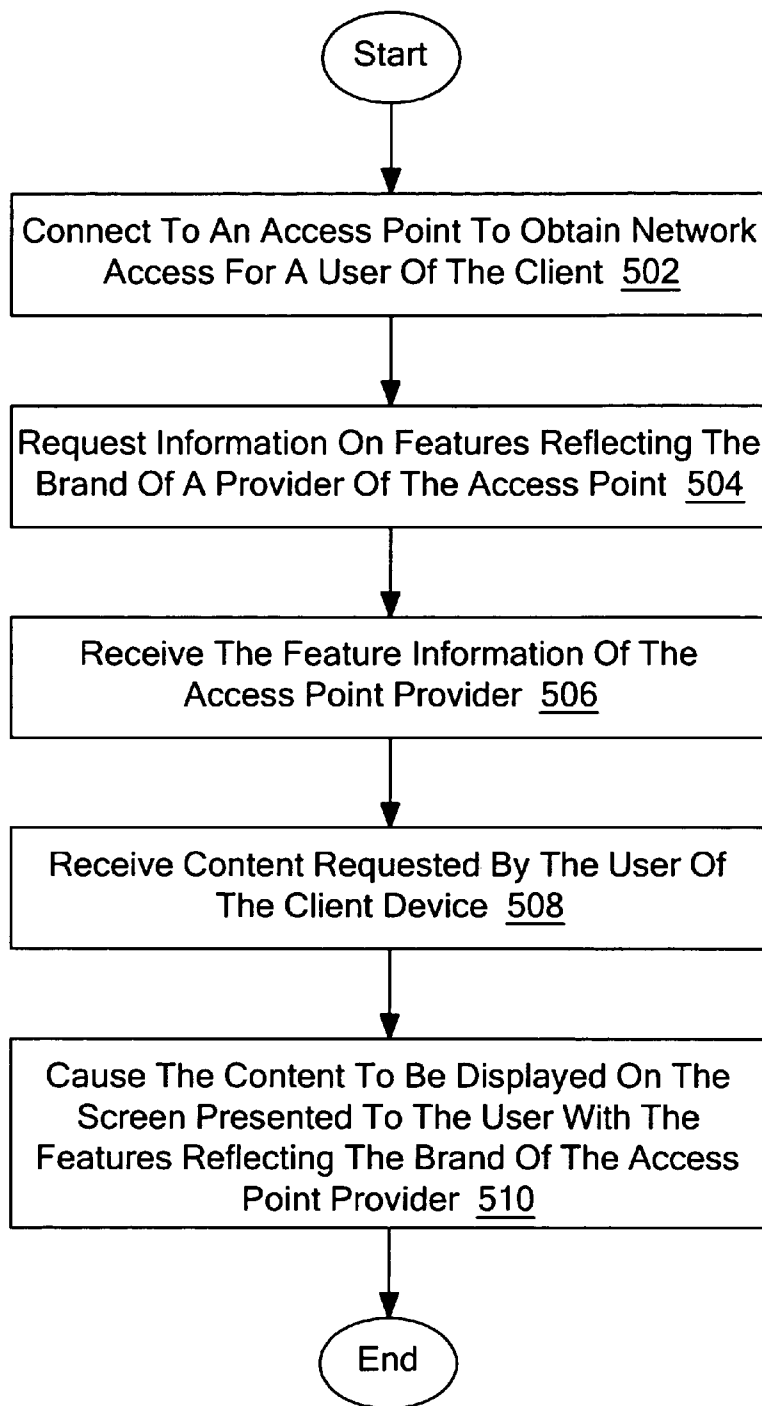 Start
Connect To An Access Point To Obtain Network
Access For A User Of The Client 502
Request Information On Features Reflecting The
Brand Of A Provider Of The Access Point 504
Receive The Feature Information Of The
Access Point Provider 506
Receive Content Requested By The User Of
The Client Device 508
Cause The Content To Be Displayed On The
Screen Presented To The User With The
Features Reflecting The Brand Of The Access
Point Provider 510
End